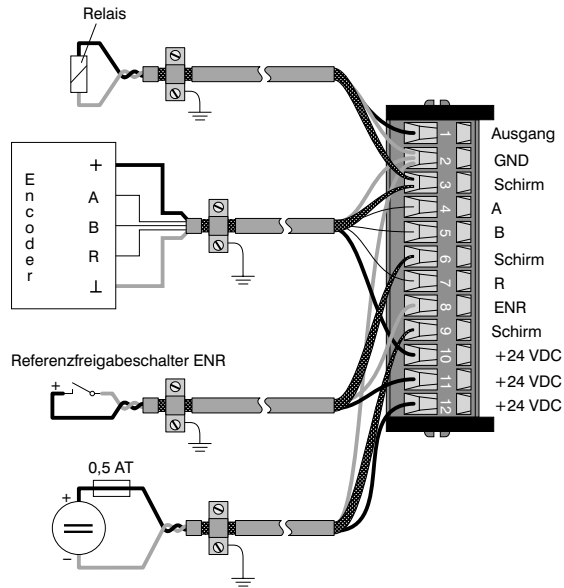 Relais
Encoder
+
A
B
R
⊥
Referenzfreigabeschalter ENR
+
0,5 AT
+
−
1 Ausgang
2 GND
3 Schirm
4 A
5 B
6 Schirm
7 R
8 ENR
9 Schirm
10 +24 VDC
11 +24 VDC
12 +24 VDC